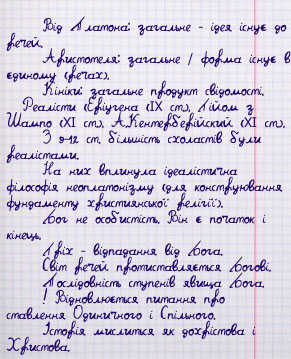 Від Платона: загальне - ідея існує до
речей.
Аристотеля: загальне / форма існує в
єдиному (речах).
Кініки: загальне продукт свідомості.
Реалісти (Еріугена (IX ст), Гійом з
Шампо (XI ст), А.Кентерберійский (XI ст).
З 9-12 ст. більшість схоластів були
реалістами.
На них вплинула ідеалістична
філософія неоплатонізму (для конструювання
фундаменту християнської релігії).
Бог не особистість. Він є початок і
кінець.
Гріх - відпадання від Бога.
Світ речей протиставляється Богові.
Послідовність ступенів явища Бога.
! Відновлюється питання про
ставлення Одиничного і Спільного.
Історія мислиться як дохрістова і
Христова.